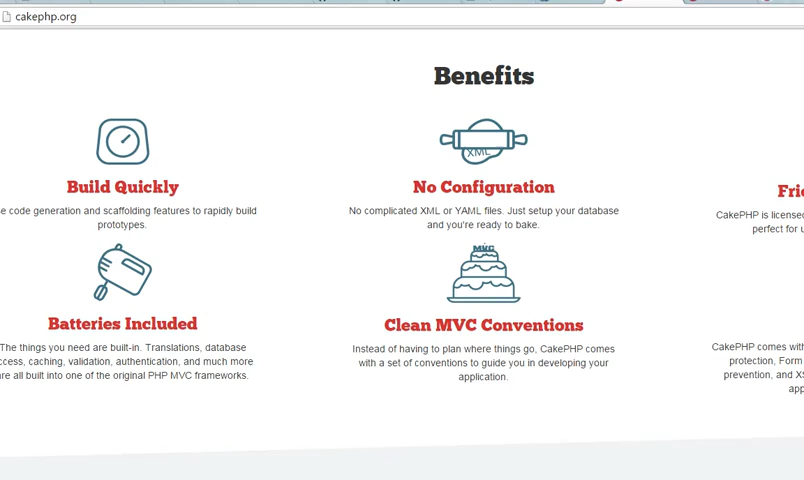 cakephp.org
Benefits
XML
Build Quickly
No Configuration
code generation and scaffolding features to rapidly build
prototypes.
No complicated XML or YAML files. Just setup your database
and you're ready to bake.
CakePHP is licensed
perfect for
MVC
Batteries Included
Clean MVC Conventions
The things you need are built-in. Translations, database
caching, validation, authentication, and much more
all built into one of the original PHP MVC frameworks.
Instead of having to plan where things go, CakePHP comes
with a set of conventions to guide you in developing your
application.
CakePHP comes with
protection, Form
prevention, and